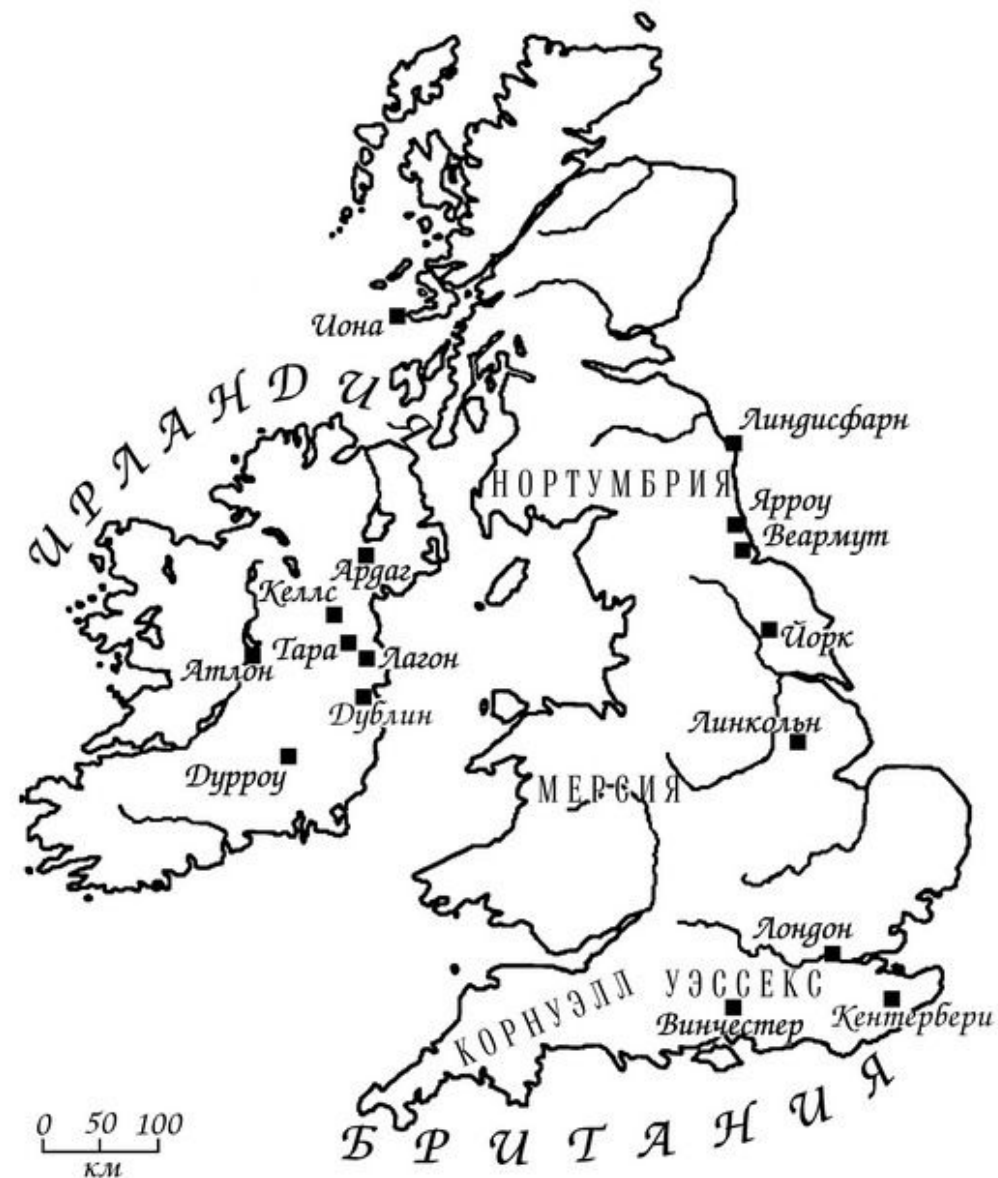 Иона
ИРЛАНДИЯ
Линдисфарн
НОРТУМБРИЯ
Ярроу
Веармут
Ардаг
Келлс
Йорк
Тара
Лагон
Атлон
Дублин
Линкольн
Дурроу
МЕРСИЯ
Лондон
УЭССЕКС
КОРНУЭЛЛ
Винчестер
Кентербери
БРИТАНИЯ
0 50 100
км